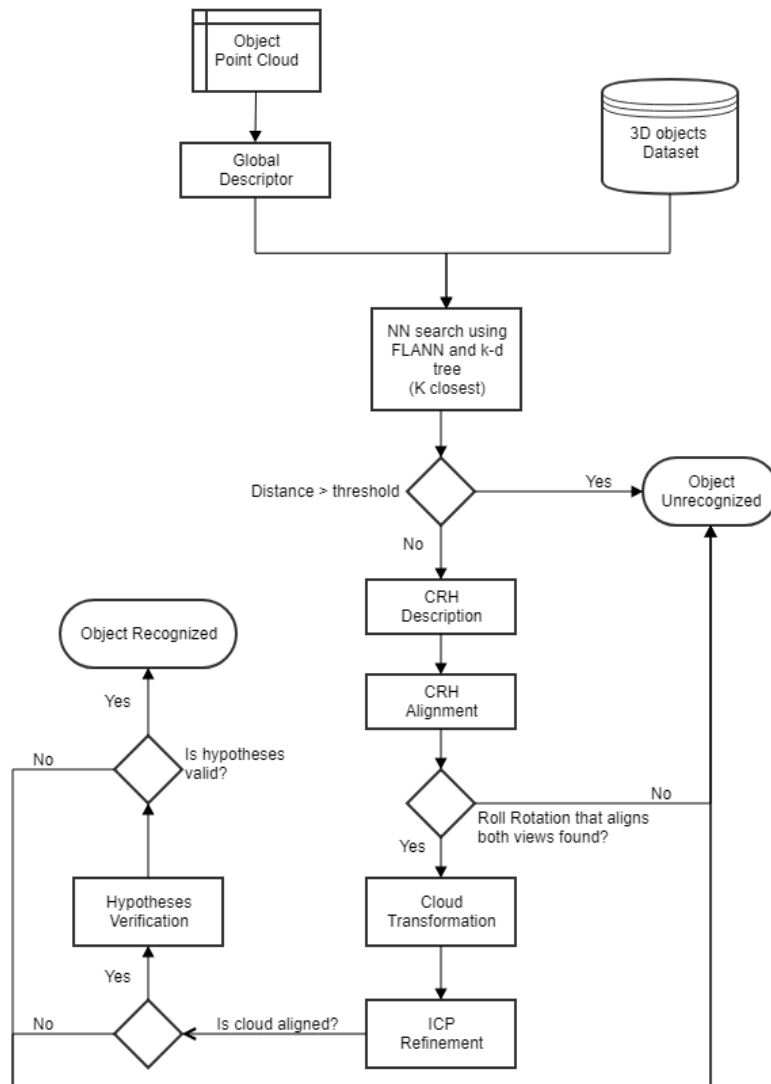 Object
Point Cloud
3D objects
Dataset
Global
Descriptor
NN search using
FLANN and k-d
tree
(K closest)
Distance > threshold
Yes
Object
Unrecognized
No
CRH
Description
Object Recognized
CRH
Alignment
Yes
No
Is hypotheses
valid?
No
Roll Rotation that aligns
both views found?
Yes
Hypotheses
Verification
Cloud
Transformation
Yes
No
Is cloud aligned?
ICP
Refinement